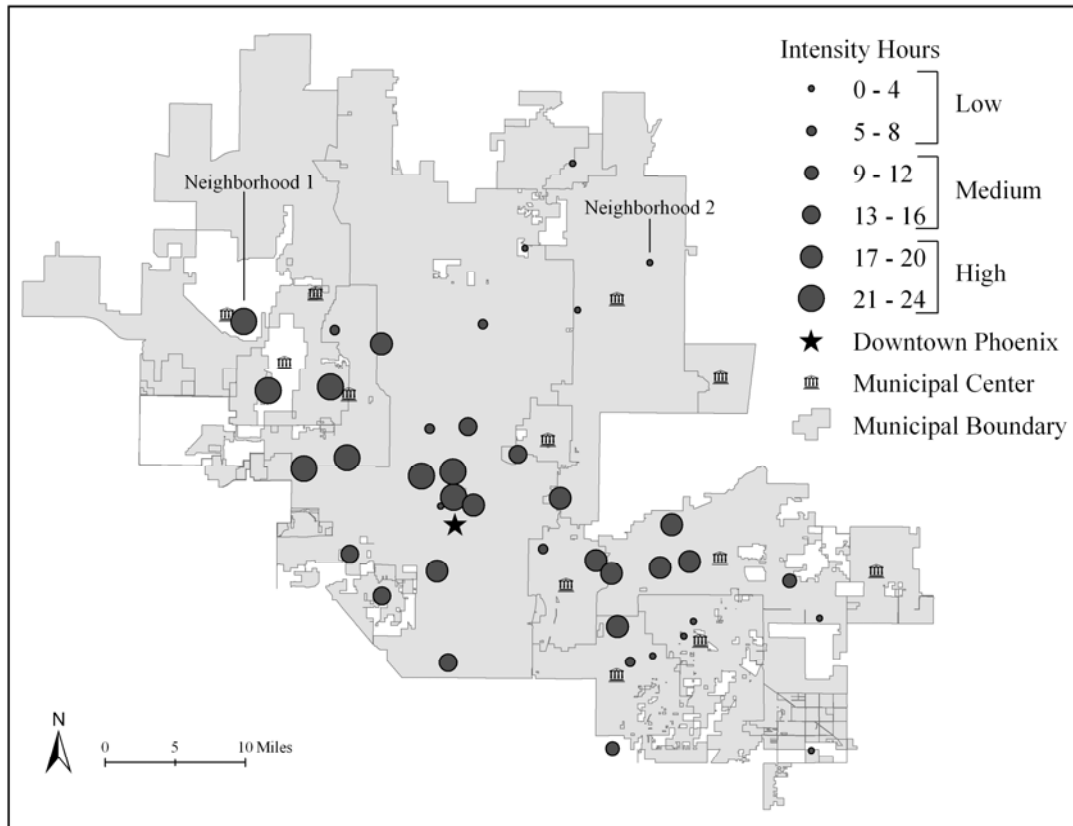 Intensity Hours
0 - 4
5 - 8
Low
9 - 12
13 - 16
Medium
17 - 20
21 - 24
High
Downtown Phoenix
Municipal Center
Municipal Boundary
Neighborhood 1
Neighborhood 2
N
0 5 10 Miles